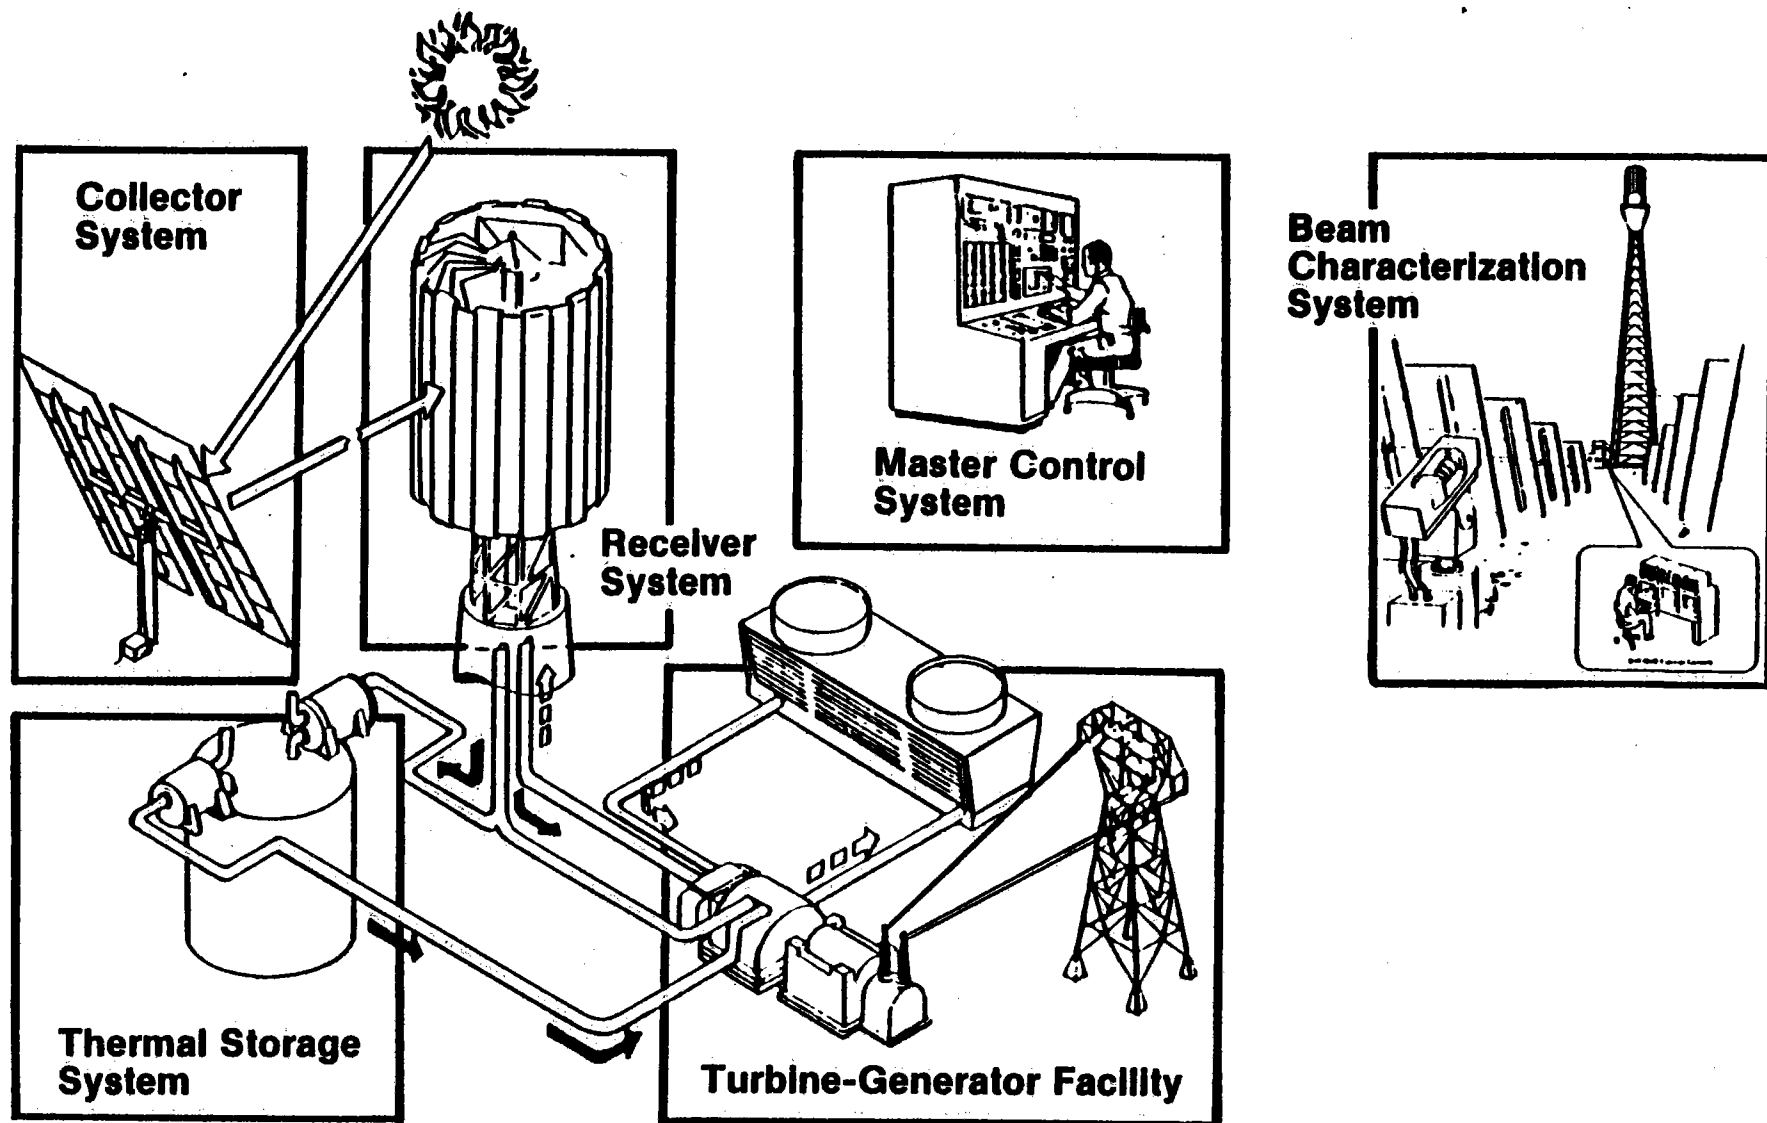 Collector
System
Receiver
System
Master Control
System
Beam
Characterization
System
Thermal Storage
System
Turbine-Generator Facility